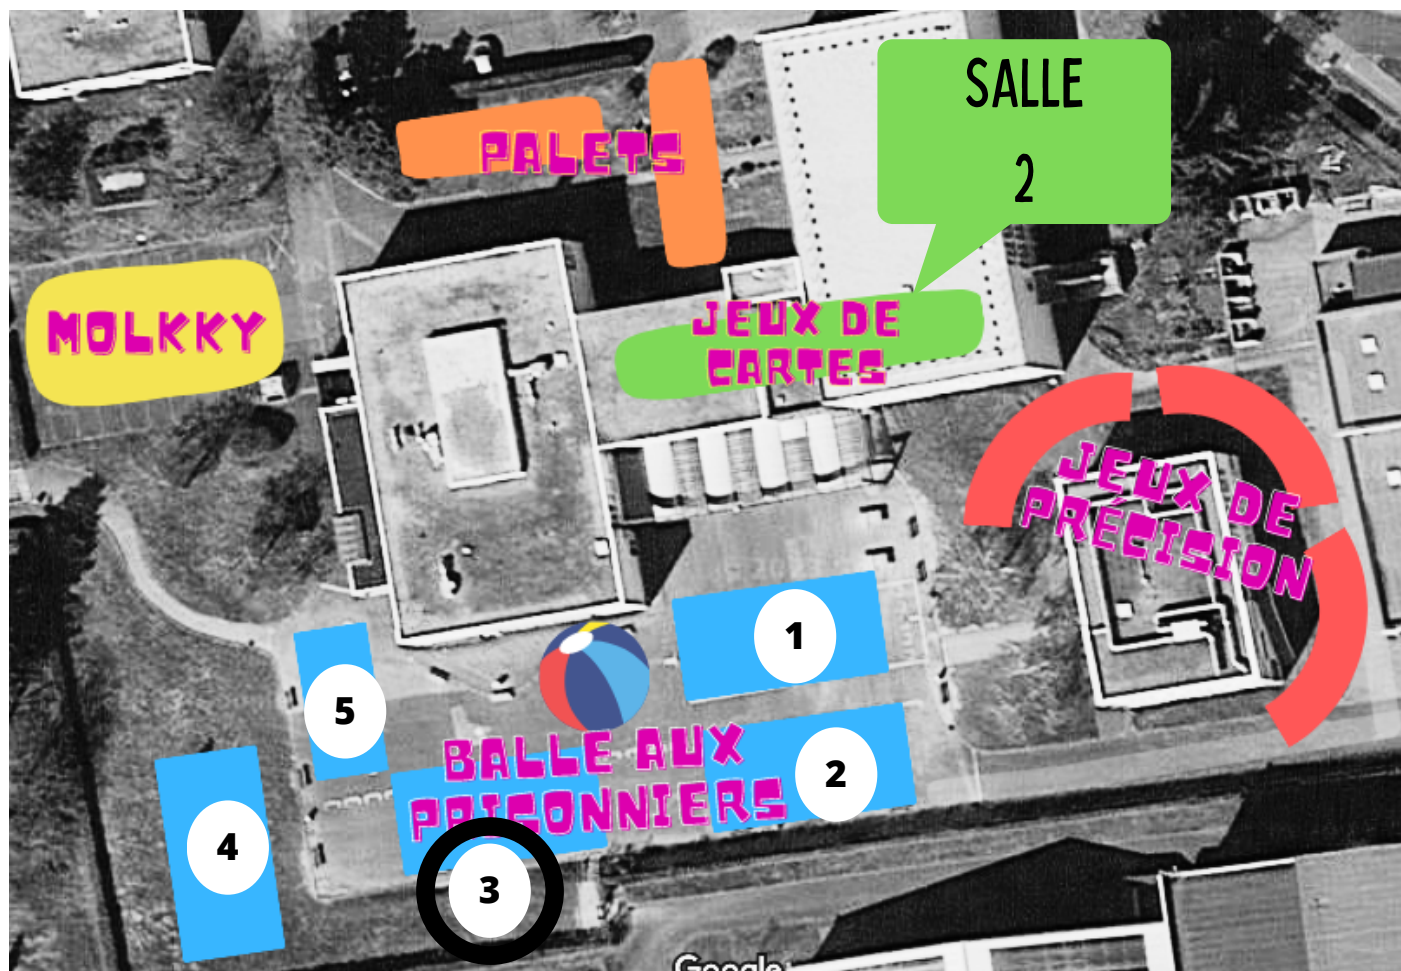 SALLE
2
PALETS
MOLKKY
JEUX DE
CARTES
JEUX DE
PRÉCISION
1
5
BALLE AUX
PRISONNIERS
2
4
3
Google